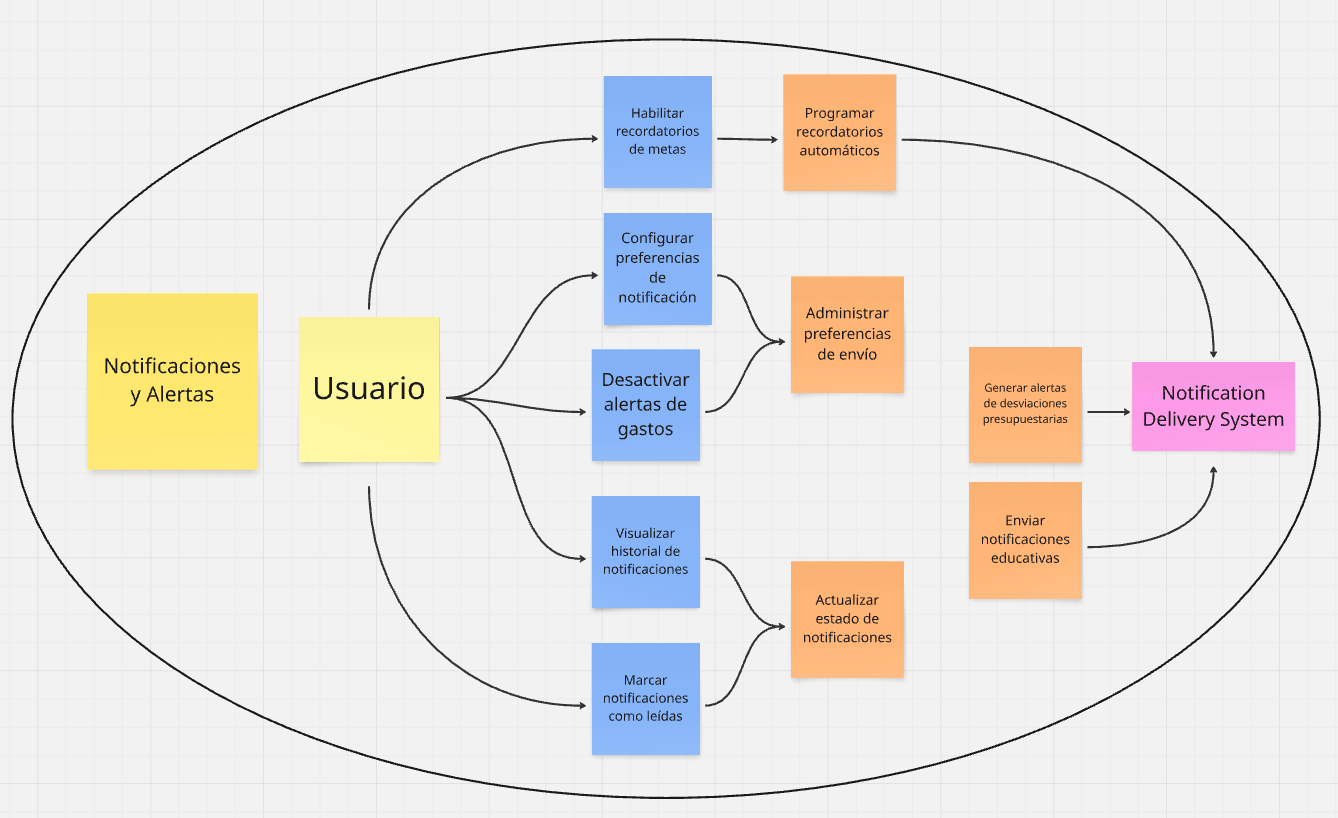 Habilitar
recordatorios
de metas
Programar
recordatorios
automáticos
Configurar
preferencias
de
notificación
Administrar
preferencias
de envío
Notificaciones
y Alertas
Usuario
Desactivar
alertas de
gastos
Generar alertas
de desviaciones
presupuestarias
Notification
Delivery System
Visualizar
historial de
notificaciones
Enviar
notificaciones
educativas
Actualizar
estado de
notificaciones
Marcar
notificaciones
como leídas